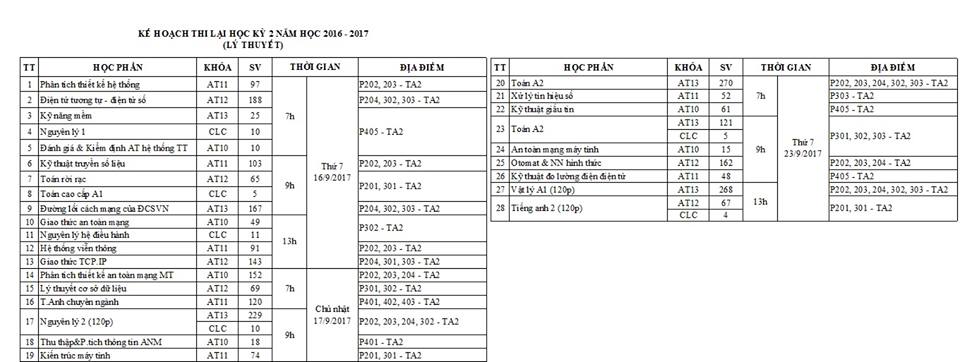 KẾ HOẠCH THI LẠI HỌC KỲ 2 NĂM HỌC 2016 - 2017
(LÝ THUYẾT)
TT HỌC PHẦN KHÓA SV THỜI GIAN ĐỊA ĐIỂM
1 Phân tích thiết kế hệ thống AT11 97 7h Thứ 7 16/9/2017 P202, 203 - TA2
2 Điện tử tương tự - điện tử số AT12 188 P204, 302, 303 - TA2
3 Kỹ năng mềm AT13 25 P405 - TA2
4 Nguyên lý 1 CLC 10
5 Đánh giá & Kiểm định AT hệ thống TT AT10 10
6 Kỹ thuật truyền số liệu AT11 103 9h P202, 203 - TA2
7 Toán rời rạc AT12 65 P201, 301 - TA2
8 Toán cao cấp A1 CLC 5
9 Đường lối cách mạng của ĐCSVN AT13 167 P204, 302, 303 - TA2
10 Giao thức an toàn mạng AT10 49 13h P302 - TA2
11 Nguyên lý hệ điều hành CLC 11
12 Hệ thống viễn thông AT11 91 P202, 203 - TA2
13 Giao thức TCP.IP AT12 143 P204, 301, 303 - TA2
14 Phân tích thiết kế an toàn mạng MT AT10 152 7h Chủ nhật 17/9/2017 P202, 203, 204 - TA2
15 Lý thuyết cơ sở dữ liệu AT12 69 P301, 302 - TA2
16 T.Anh chuyên ngành AT11 120 P401, 402, 403 - TA2
17 Nguyên lý 2 (120p) AT13 229 9h P202, 203, 204, 302 - TA2
CLC 10
18 Thu thập&P.tích thông tin ANM AT10 18 P401 - TA2
19 Kiến trúc máy tính AT11 74 P201, 301 - TA2
TT HỌC PHẦN KHÓA SV THỜI GIAN ĐỊA ĐIỂM
20 Toán A2 AT13 270 7h Thứ 7 23/9/2017 P202, 203, 204, 302, 303 - TA2
21 Xử lý tín hiệu số AT11 52 P303 - TA2
22 Kỹ thuật giấu tin AT10 61 P405 - TA2
23 Toán A2 AT13 121 9h P301, 302, 303 - TA2
CLC 5
24 An toàn mạng máy tính AT10 15
25 Otomat & NN hình thức AT12 162 P202, 203, 204 - TA2
26 Kỹ thuật đo lường điện điện tử AT11 48 P405 - TA2
27 Vật lý A1 (120p) AT13 268 13h P202, 203, 204, 302, 303 - TA2
28 Tiếng anh 2 (120p) AT12 67 P201, 301 - TA2
CLC 4